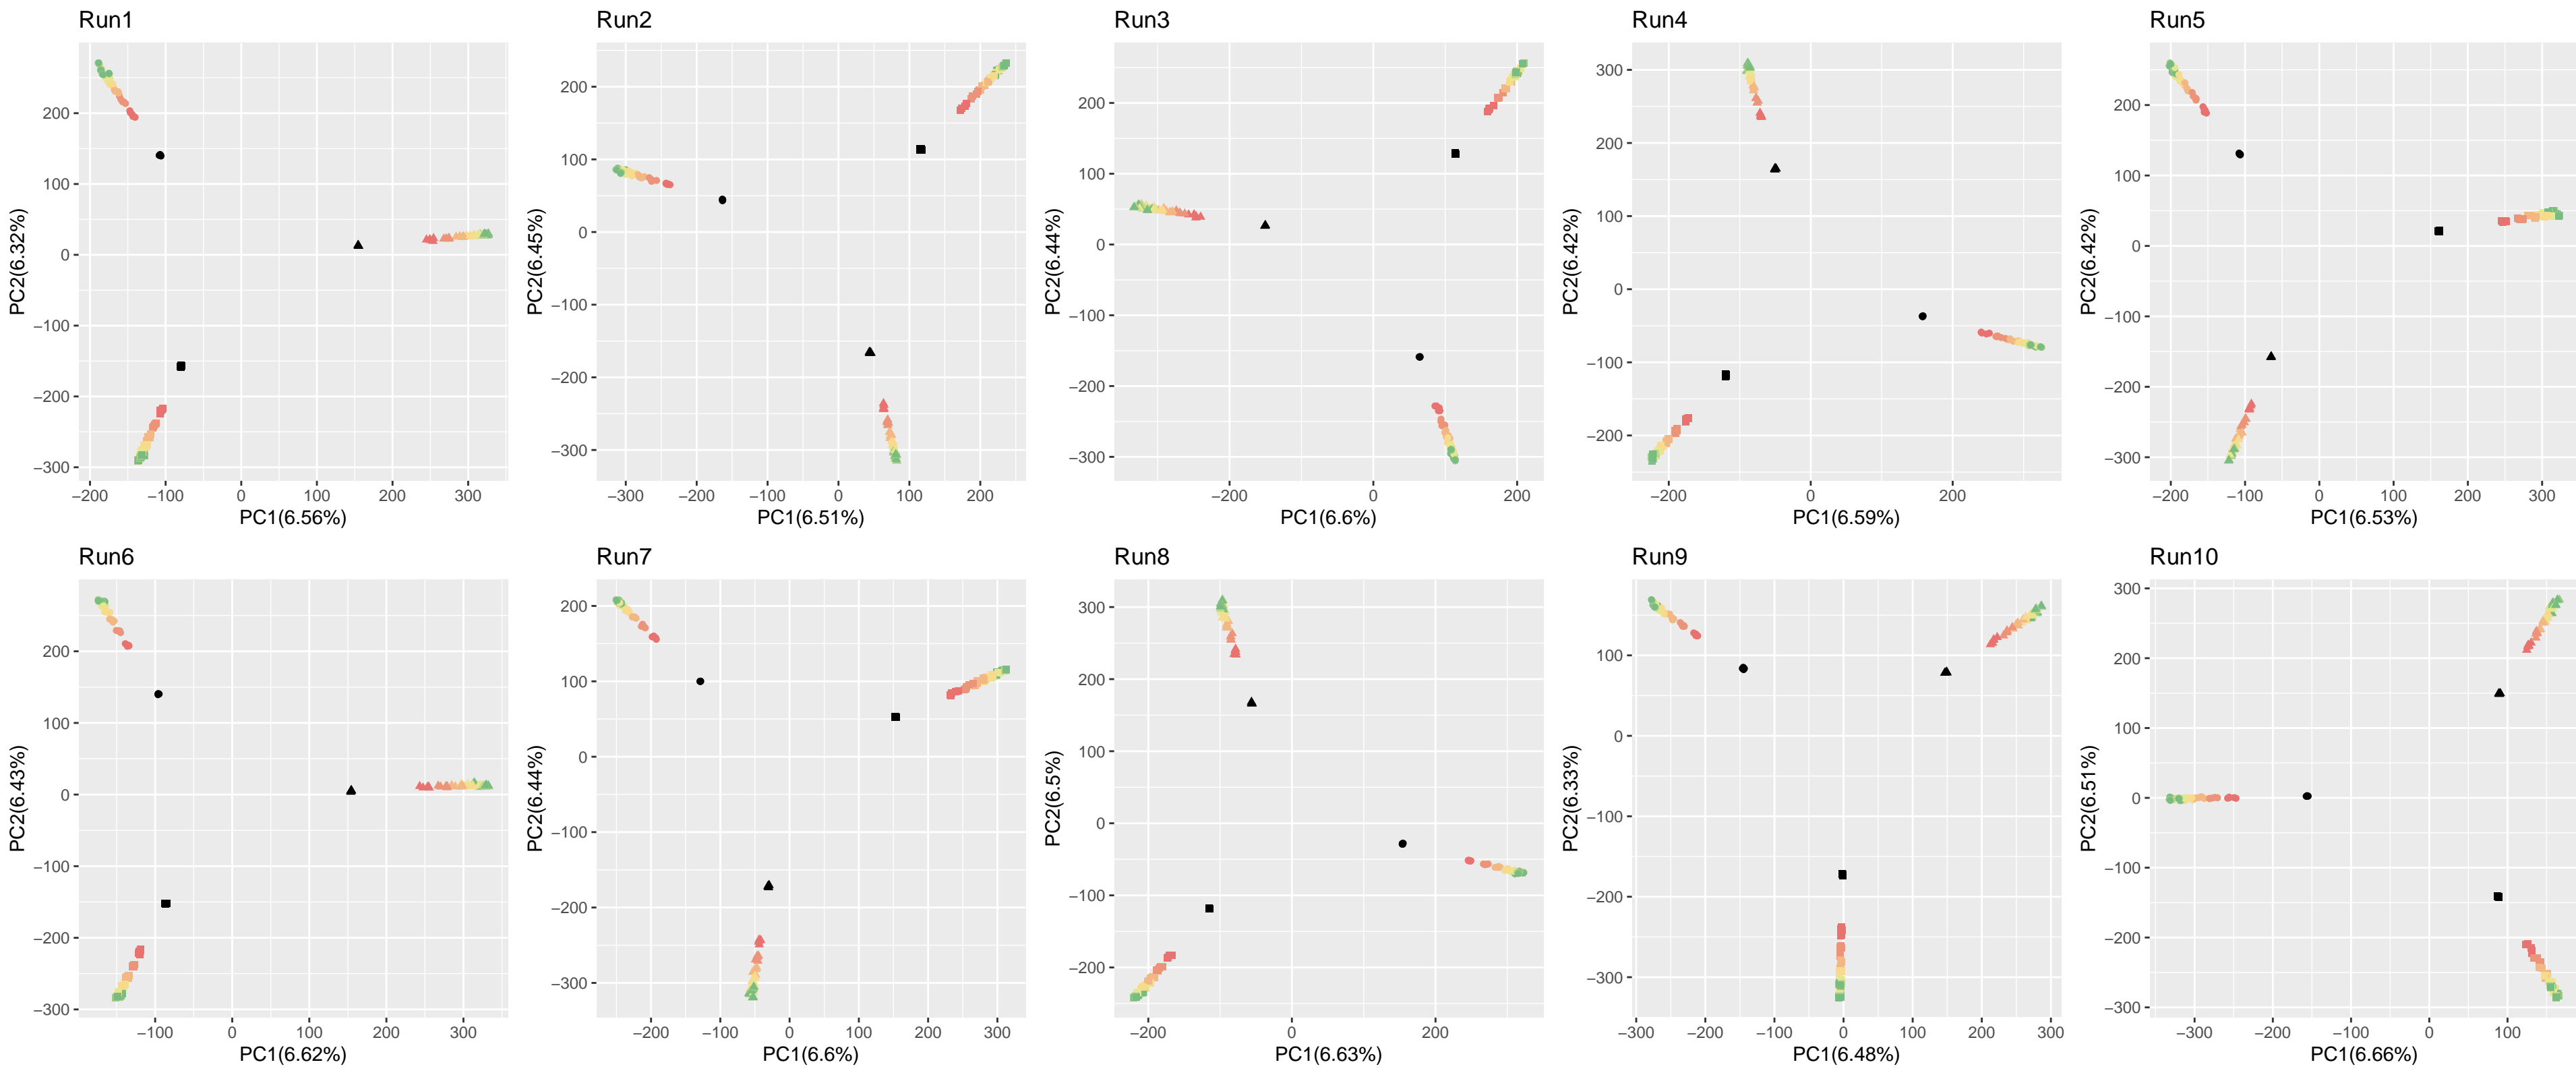 Run1
300
200
100
0
−100
−200
−300
PC2(6.32%)
−200 −100 0 100 200 300
PC1(6.56%)
Run2
200
100
0
−100
−200
−300
PC2(6.45%)
−300 −200 −100 0 100 200
PC1(6.51%)
Run3
200
100
0
−100
−200
−300
PC2(6.44%)
−200 0 200
PC1(6.6%)
Run4
300
200
100
0
−100
−200
PC2(6.42%)
−200 0 200
PC1(6.59%)
Run5
200
100
0
−100
−200
−300
PC2(6.42%)
−200 −100 0 100 200 300
PC1(6.53%)
Run6
200
100
0
−100
−200
−300
PC2(6.43%)
−100 0 100 200 300
PC1(6.62%)
Run7
200
100
0
−100
−200
−300
PC2(6.44%)
−200 −100 0 100 200 300
PC1(6.6%)
Run8
300
200
100
0
−100
−200
PC2(6.5%)
−200 0 200
PC1(6.63%)
Run9
100
0
−100
−200
−300
PC2(6.33%)
−300 −200 −100 0 100 200 300
PC1(6.48%)
Run10
300
200
100
0
−100
−200
−300
PC2(6.51%)
−300 −200 −100 0 100
PC1(6.66%)